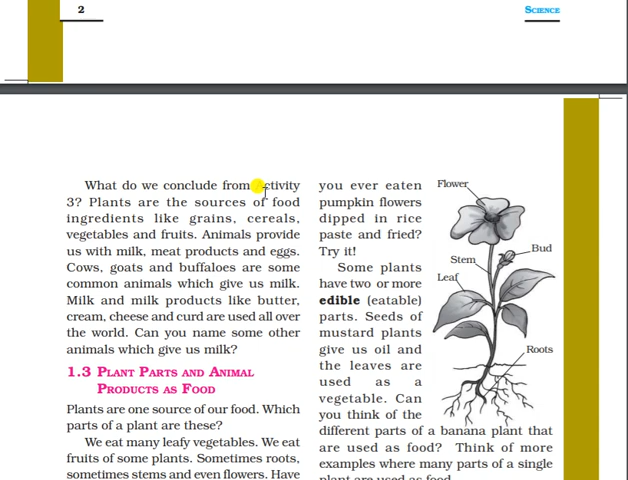 2
SCIENCE
What do we conclude from Activity
3? Plants are the sources of food
ingredients like grains, cereals,
vegetables and fruits. Animals provide
us with milk, meat products and eggs.
Cows, goats and buffaloes are some
common animals which give us milk.
Milk and milk products like butter,
cream, cheese and curd are used all over
the world. Can you name some other
animals which give us milk?
1.3 PLANT PARTS AND ANIMAL
PRODUCTS AS FOOD
Plants are one source of our food. Which
parts of a plant are these?
We eat many leafy vegetables. We eat
fruits of some plants. Sometimes roots,
sometimes stems and even flowers. Have
you ever eaten
pumpkin flowers
dipped in rice
paste and fried?
Try it!
Some plants
have two or more
edible (eatable)
parts. Seeds of
mustard plants
give us oil and
the leaves are
used as a
vegetable. Can
you think of the
different parts of a banana plant that
are used as food? Think of more
examples where many parts of a single
plant are used as food.
Flower
Bud
Stem
Leaf
Roots